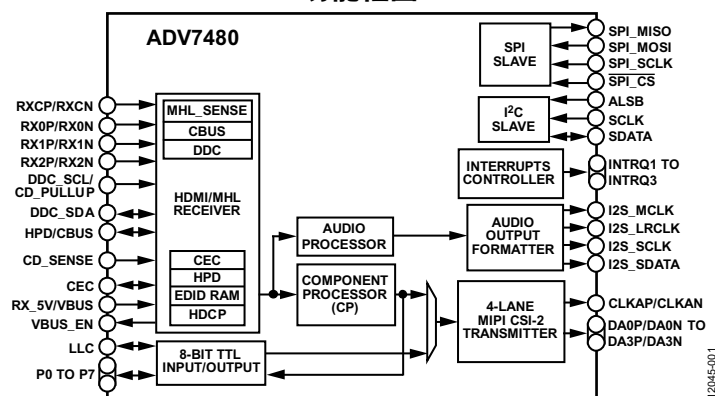 ADV7480
RXCP/RXCN
RX0P/RX0N
RX1P/RX1N
RX2P/RX2N
DDC_SCL/
CD_PULLUP
DDC_SDA
HPD/CBUS
CD_SENSE
CEC
RX_5V/VBUS
VBUS_EN
LLC
P0 TO P7
MHL_SENSE
CBUS
DDC
HDMI/MHL
RECEIVER
CEC
HPD
EDID RAM
HDCP
8-BIT TTL
INPUT/OUTPUT
AUDIO
PROCESSOR
COMPONENT
PROCESSOR
(CP)
SPI
SLAVE
I2C
SLAVE
INTERRUPTS
CONTROLLER
AUDIO
OUTPUT
FORMATTER
4-LANE
MIPI CSI-2
TRANSMITTER
SPI_MISO
SPI_MOSI
SPI_SCLK
SPI_CS
ALSB
SCLK
SDATA
INTRQ1 TO
INTRQ3
I2S_MCLK
I2S_LRCLK
I2S_SCLK
I2S_SDATA
CLKAP/CLKAN
DA0P/DA0N TO
DA3P/DA3N
12045-001